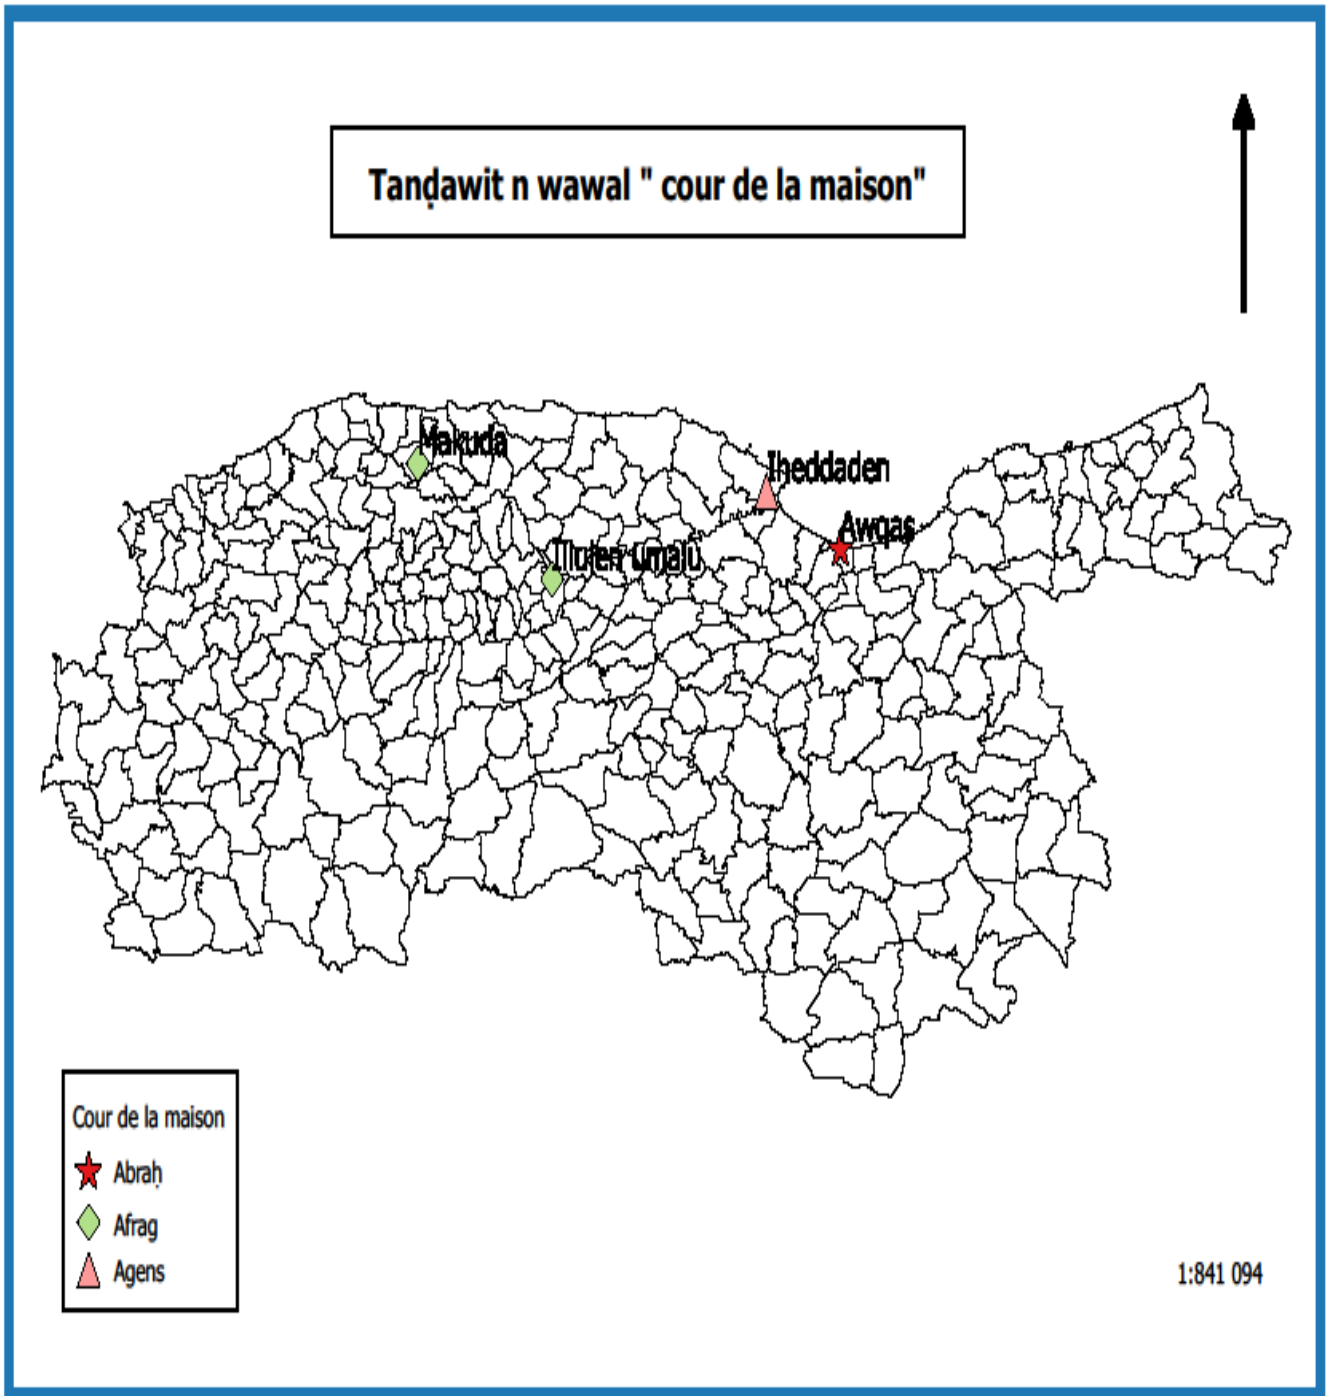 Tanḍawit n wawal " cour de la maison"
Makuda
Iheddaden
Awqas
Illulen umalu
Cour de la maison
Abraḥ
Afrag
Agens
1:841 094